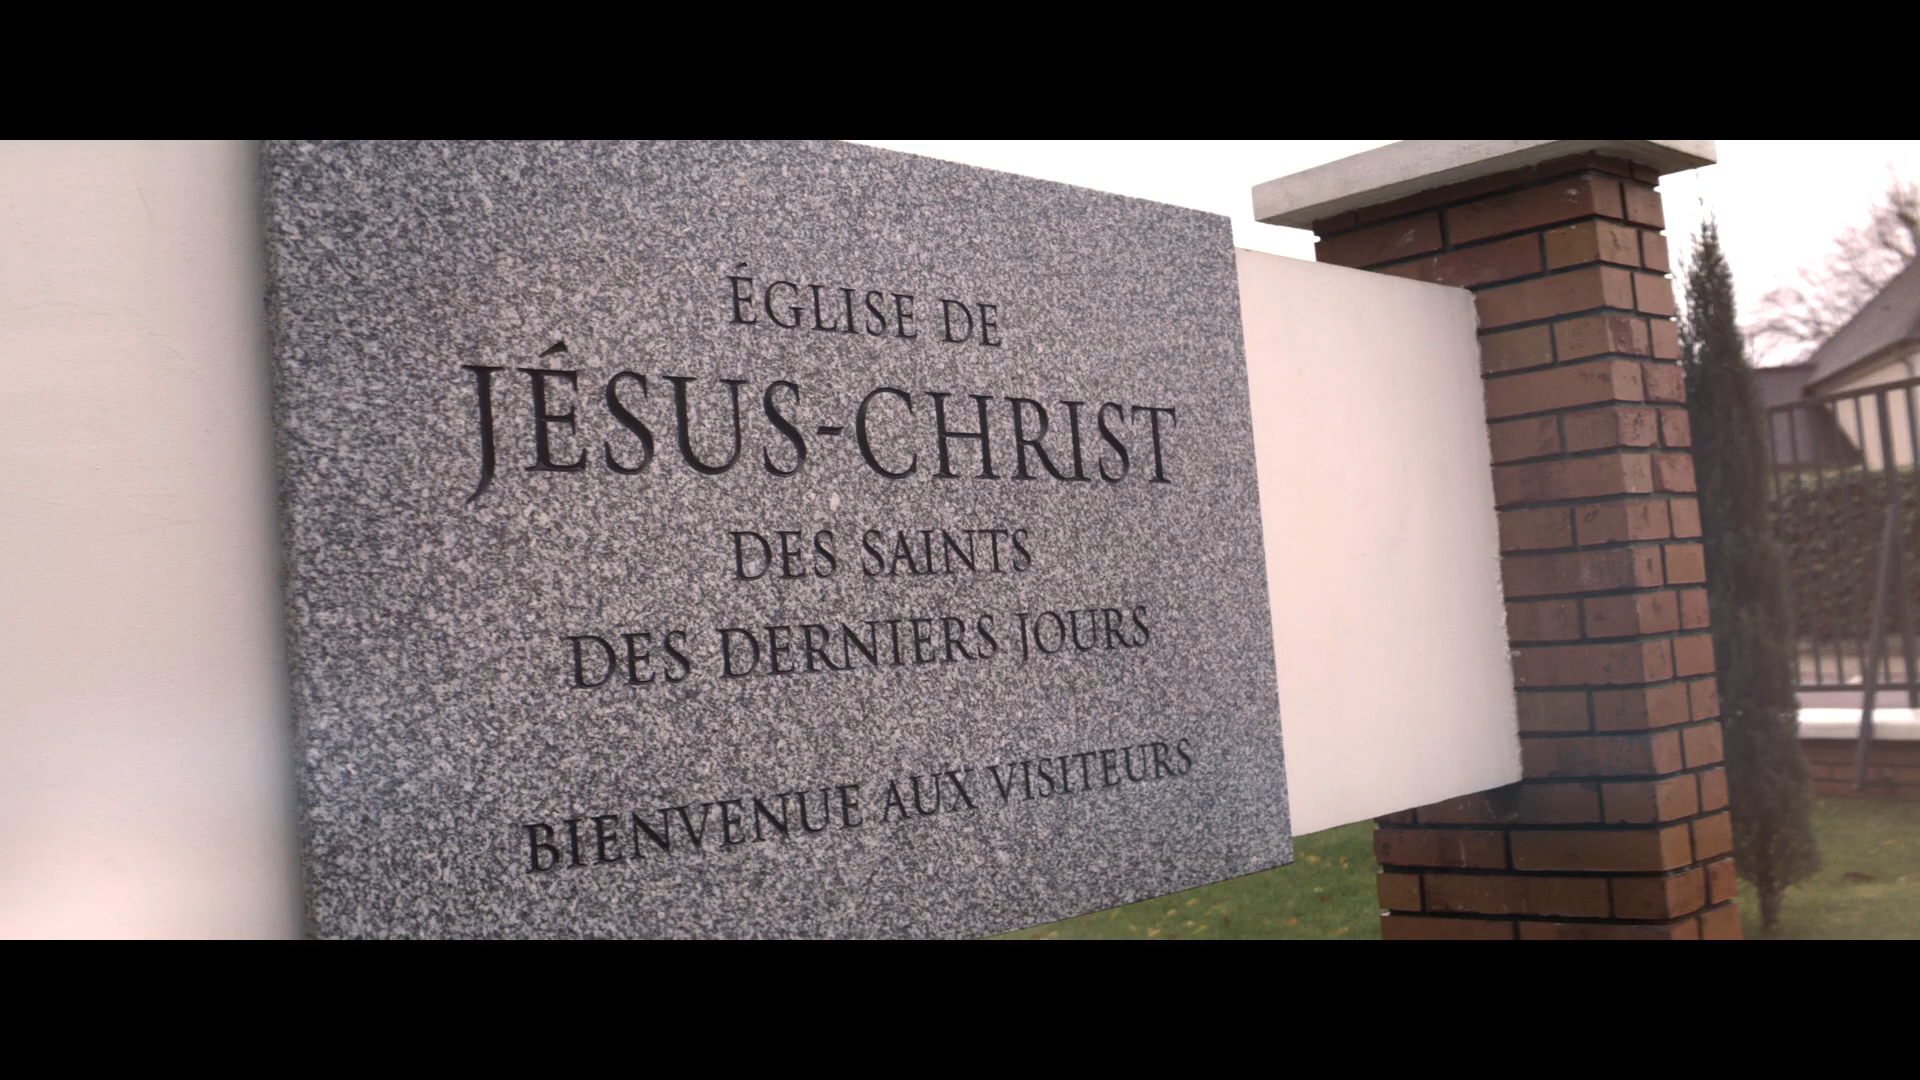 ÉGLISE DE
JÉSUS-CHRIST
DES SAINTS
DES DERNIERS JOURS
BIENVENUE AUX VISITEURS